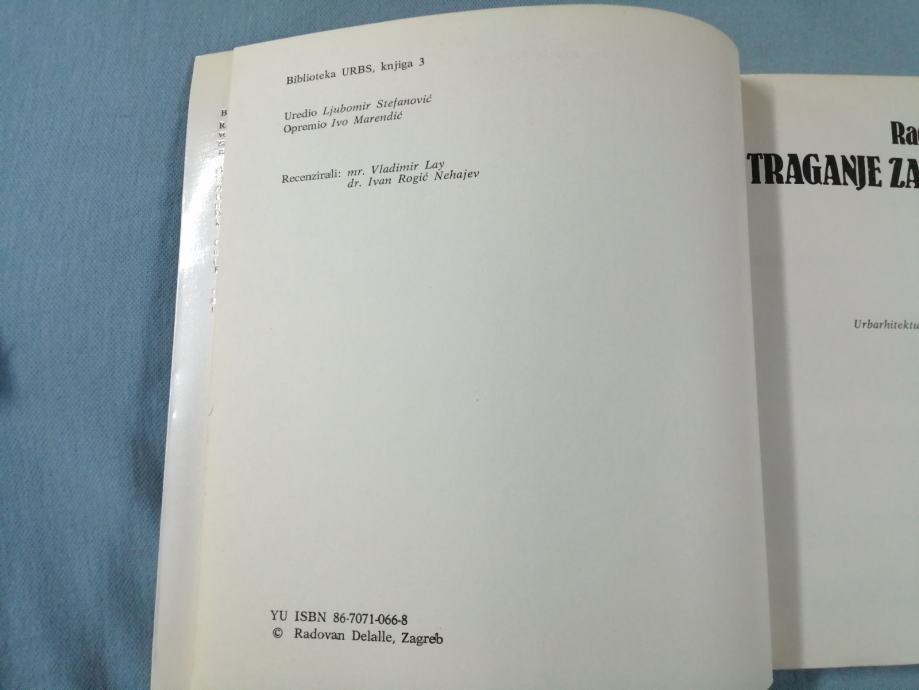 Biblioteka URBS, knjiga 3
Uredio Ljubomir Stefanović
Opremio Ivo Marendić
Recenzirali: mr. Vladimir Lay
dr. Ivan Rogić Nehajev
YU ISBN 86-7071-066-8
© Radovan Delalle, Zagreb
TRAGANJE ZA